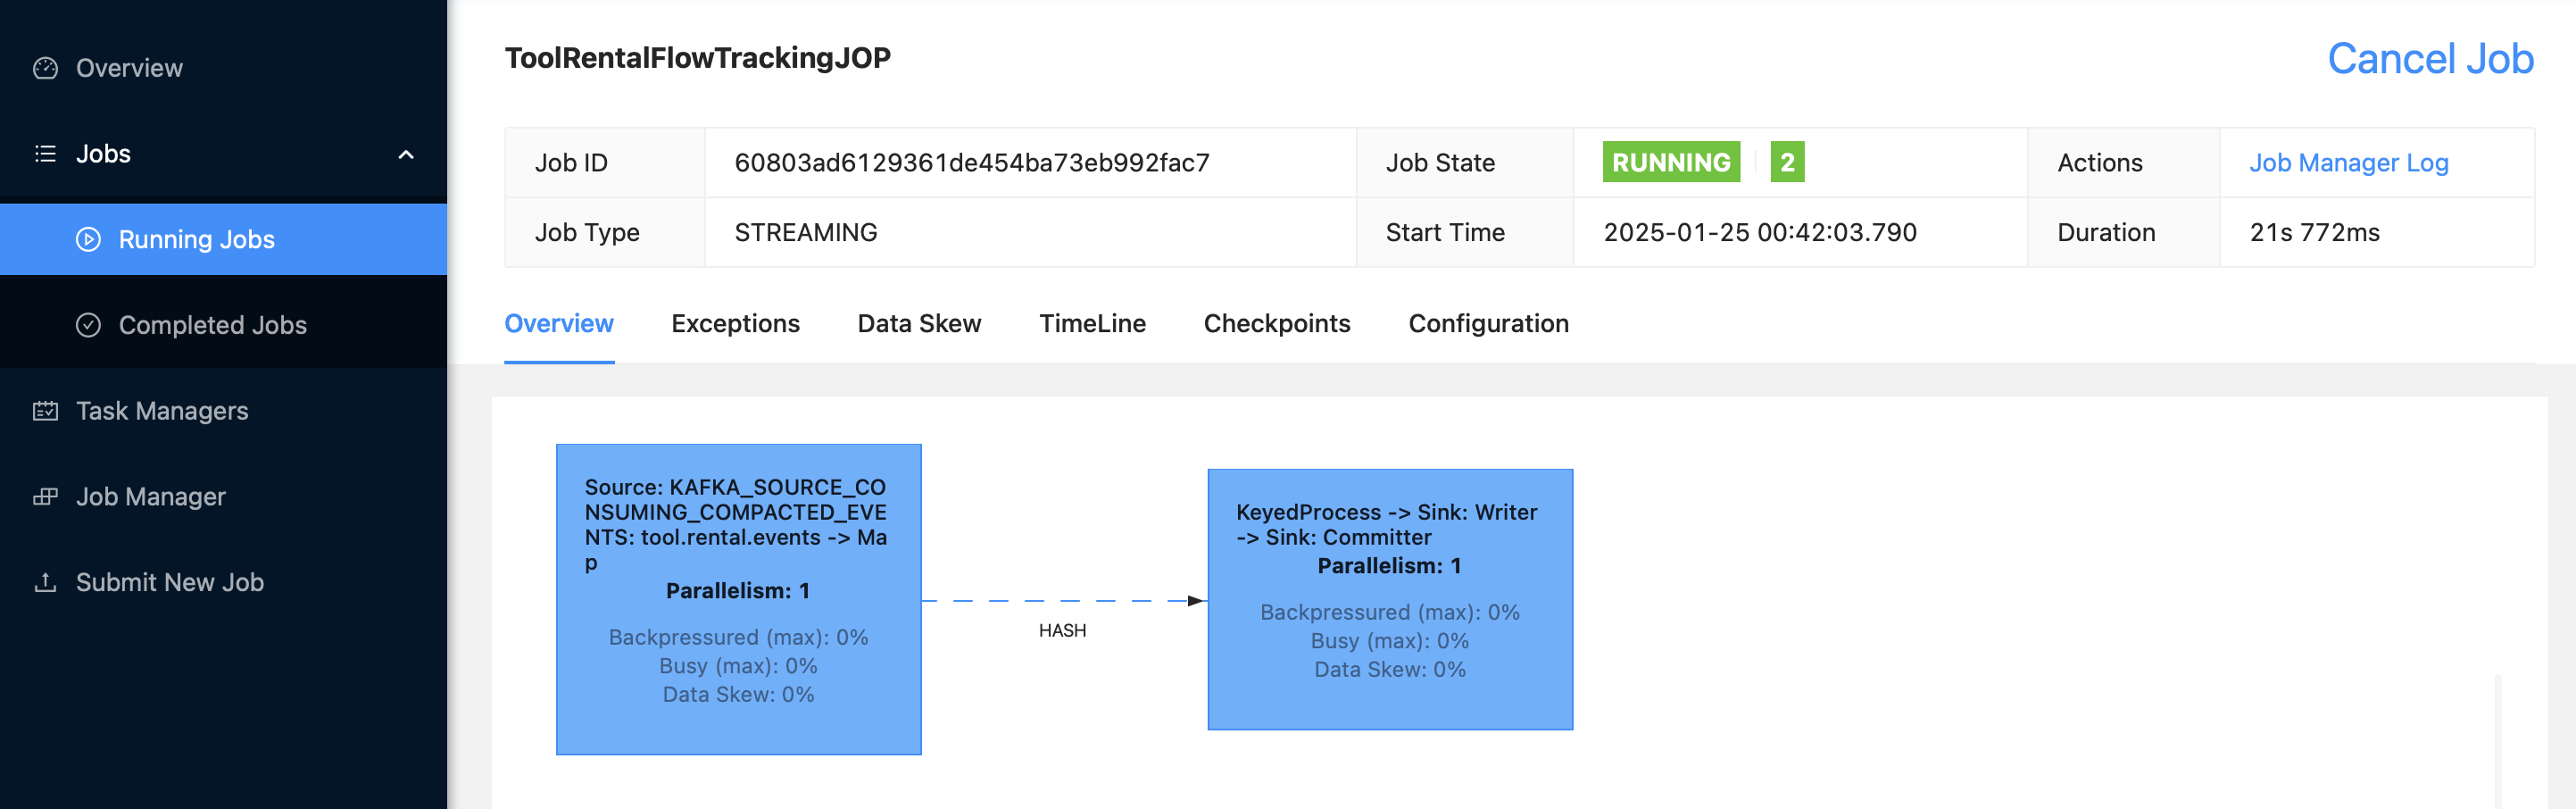 Overview
Jobs
Running Jobs
Completed Jobs
Task Managers
Job Manager
Submit New Job
ToolRentalFlowTrackingJOP
Cancel Job
Job ID 60803ad6129361de454ba73eb992fac7 Job State RUNNING 2 Actions Job Manager Log
Job Type STREAMING Start Time 2025-01-25 00:42:03.790 Duration 21s 772ms
Overview Exceptions Data Skew TimeLine Checkpoints Configuration
Source: KAFKA_SOURCE_CO
NSUMING_COMPACTED_EVE
NTS: tool.rental.events -> Ma
p
Parallelism: 1
Backpressured (max): 0%
Busy (max): 0%
Data Skew: 0%
HASH
KeyedProcess -> Sink: Writer
-> Sink: Committer
Parallelism: 1
Backpressured (max): 0%
Busy (max): 0%
Data Skew: 0%